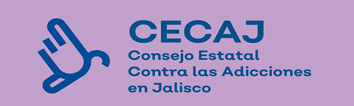 CECAJ
Consejo Estatal
Contra las Adicciones
en Jalisco